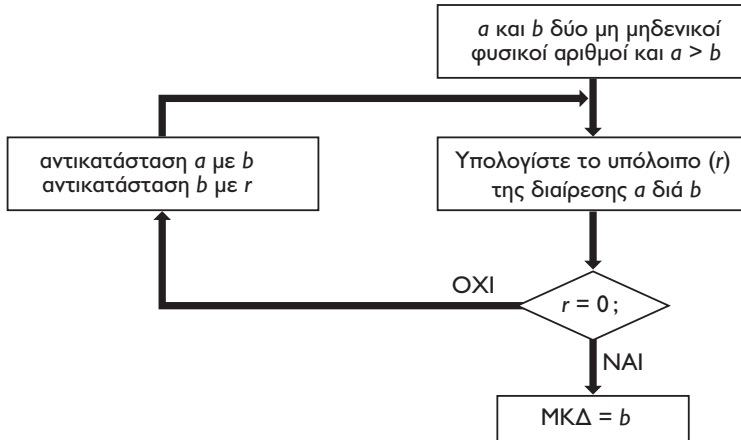 a και b δύο μη μηδενικοί
φυσικοί αριθμοί και a > b
αντικατάσταση a με b
αντικατάσταση b με r
Υπολογίστε το υπόλοιπο (r)
της διαίρεσης a διά b
ΟΧΙ
r = 0 ;
ΝΑΙ
ΜΚΔ = b